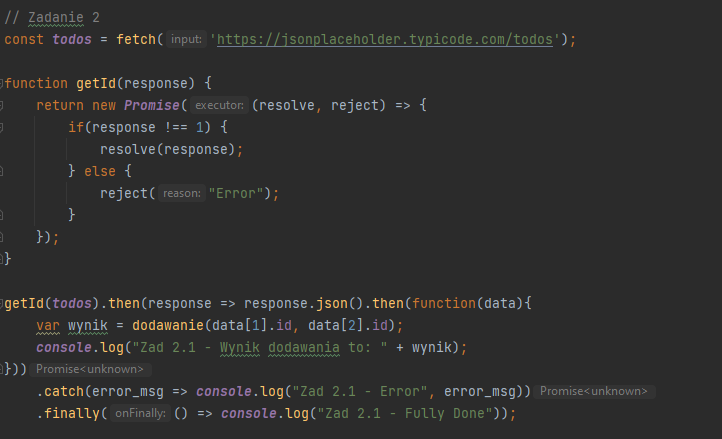 // Zadanie 2
const todos = fetch( input: 'https://jsonplaceholder.typicode.com/todos');
function getId(response) {
return new Promise( executor: (resolve, reject) => {
if(response !== 1) {
resolve(response);
} else {
reject( reason: "Error");
}
});
}
getId(todos).then(response => response.json().then(function(data){
var wynik = dodawanie(data[1].id, data[2].id);
console.log("Zad 2.1 - Wynik dodawania to: " + wynik);
})) Promise<unknown>
.catch(error_msg => console.log("Zad 2.1 - Error", error_msg)) Promise<unknown>
.finally( onFinally: () => console.log("Zad 2.1 - Fully Done"));